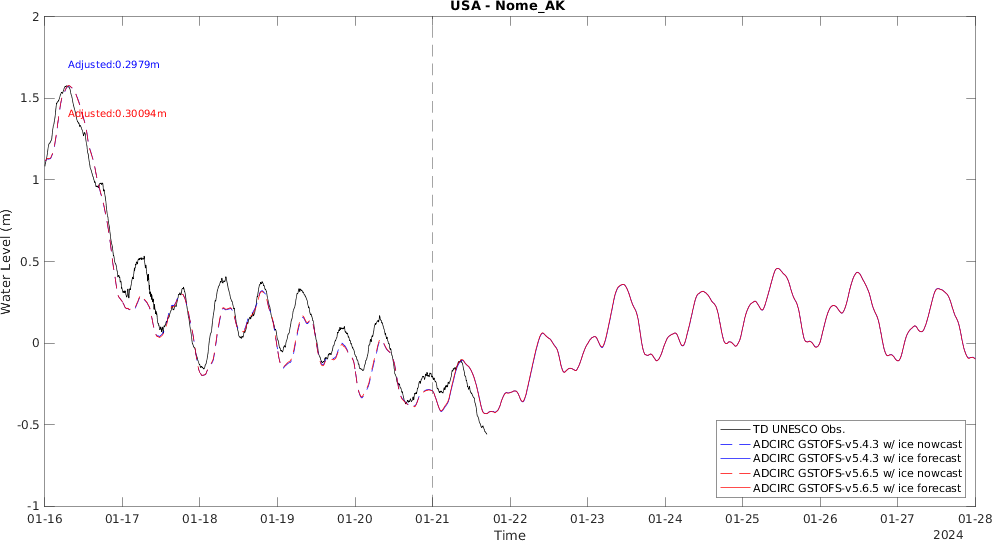 USA - Nome_AK
Adjusted:0.2979m
Adjusted:0.30094m
Water Level (m)
2
1.5
1
0.5
0
-0.5
-1
TD UNESCO Obs.
ADCIRC GSTOFS-v5.4.3 w/ ice nowcast
ADCIRC GSTOFS-v5.4.3 w/ ice forecast
ADCIRC GSTOFS-v5.6.5 w/ ice nowcast
ADCIRC GSTOFS-v5.6.5 w/ ice forecast
01-16 01-17 01-18 01-19 01-20 01-21 01-22 01-23 01-24 01-25 01-26 01-27 01-28
Time
2024